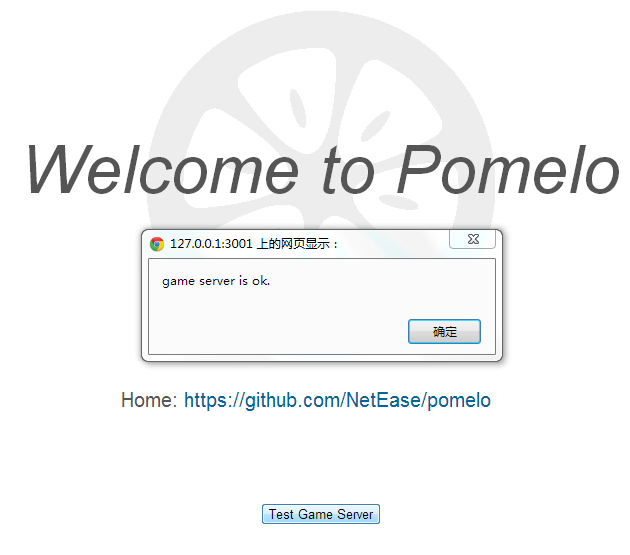 Welcome to Pomelo
127.0.0.1:3001 上的网页显示：
game server is ok.
确定
Home: https://github.com/NetEase/pomelo
Test Game Server